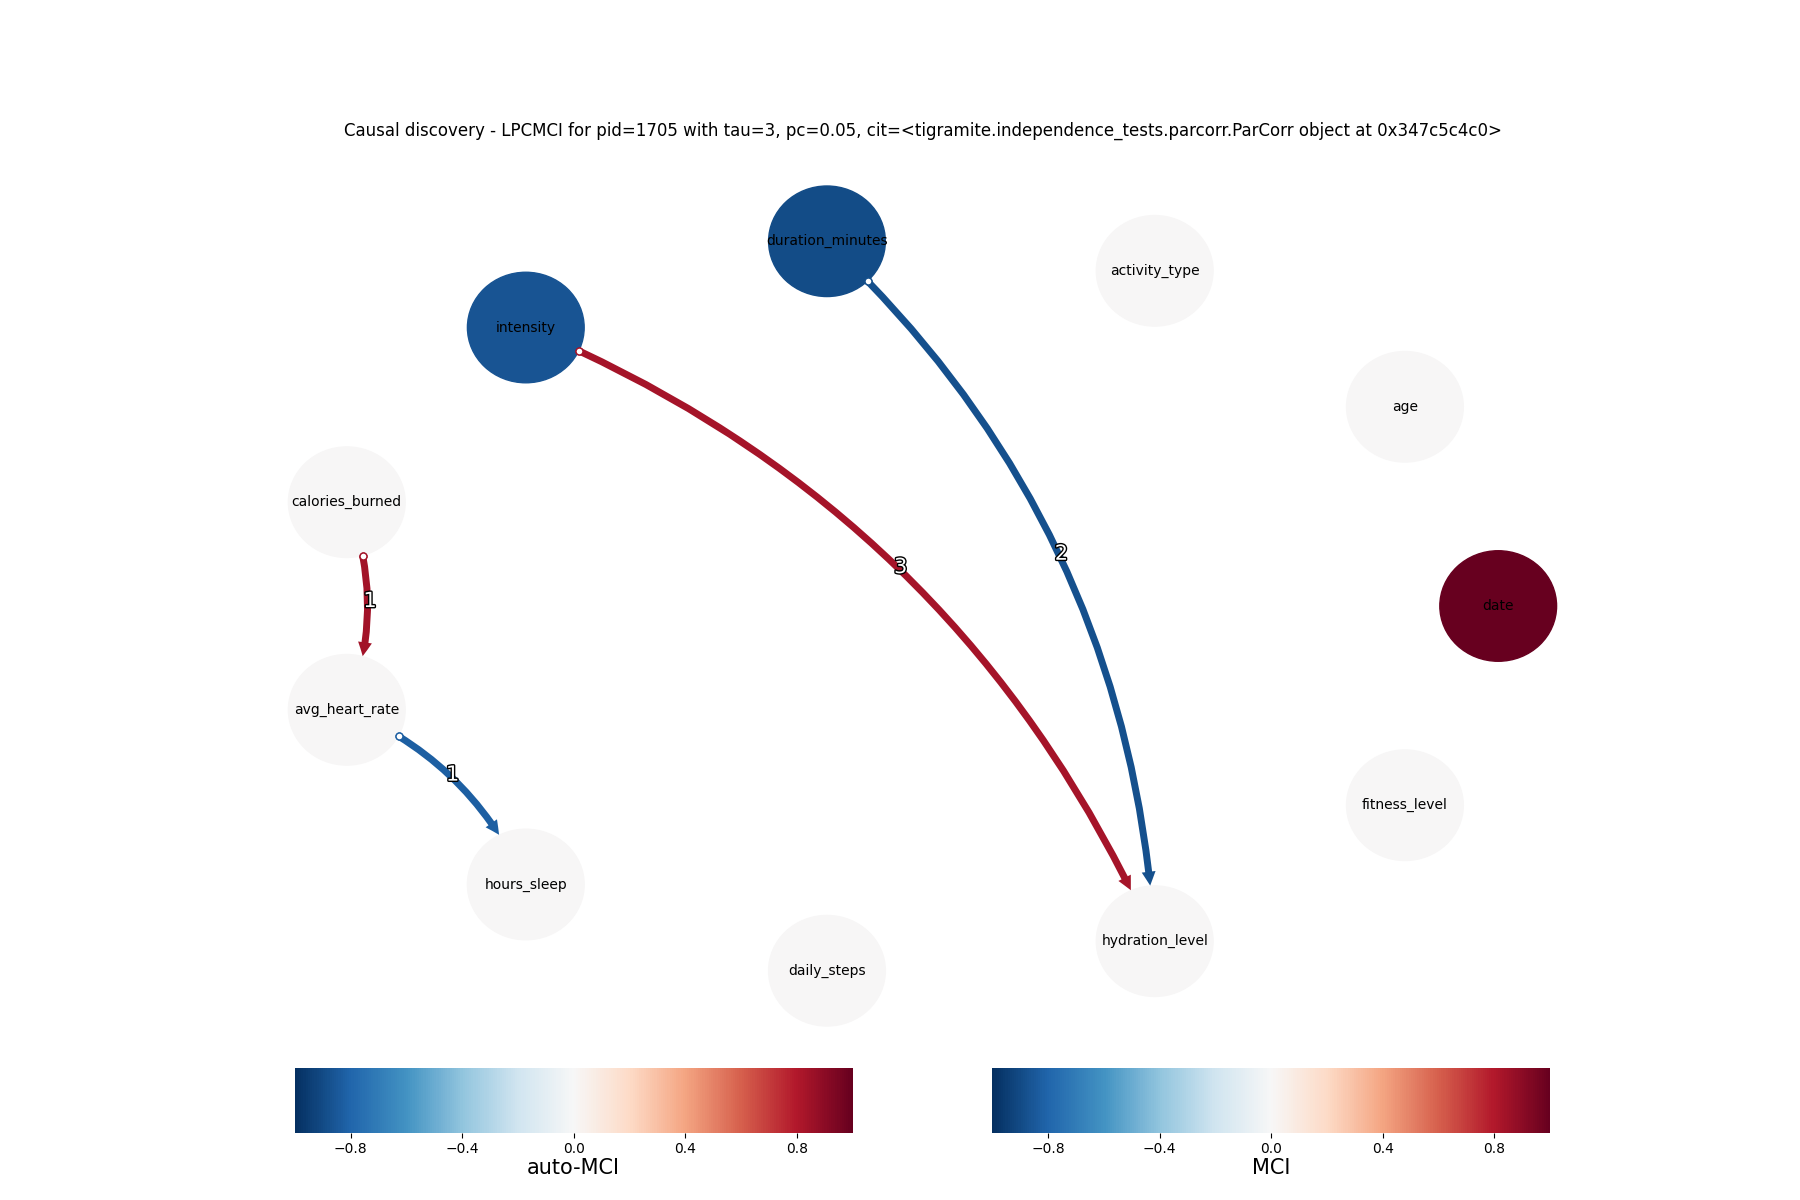 Causal discovery - LPCMCI for pid=1705 with tau=3, pc=0.05, cit=<tigramite.independence_tests.parcorr.ParCorr object at 0x347c5c4c0>
duration_minutes
activity_type
intensity
age
calories_burned
2
3
1
date
avg_heart_rate
1
fitness_level
hours_sleep
hydration_level
daily_steps
−0.8 −0.4 0.0 0.4 0.8
auto-MCI
−0.8 −0.4 0.0 0.4 0.8
MCI